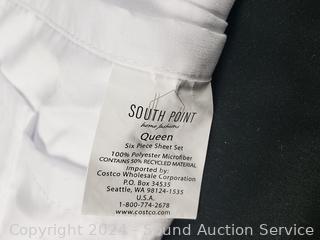 SOUTH POINT
home fashions
Queen
Six Piece Sheet Set
100% Polyester Microfiber
CONTAINS 50% RECYCLED MATERIAL
Imported by:
Costco Wholesale Corporation
P.O. Box 34535
Seattle, WA 98124-1535
U.S.A.
1-800-774-2678
www.costco.com
Copyright 2024 - Sound Auction Service